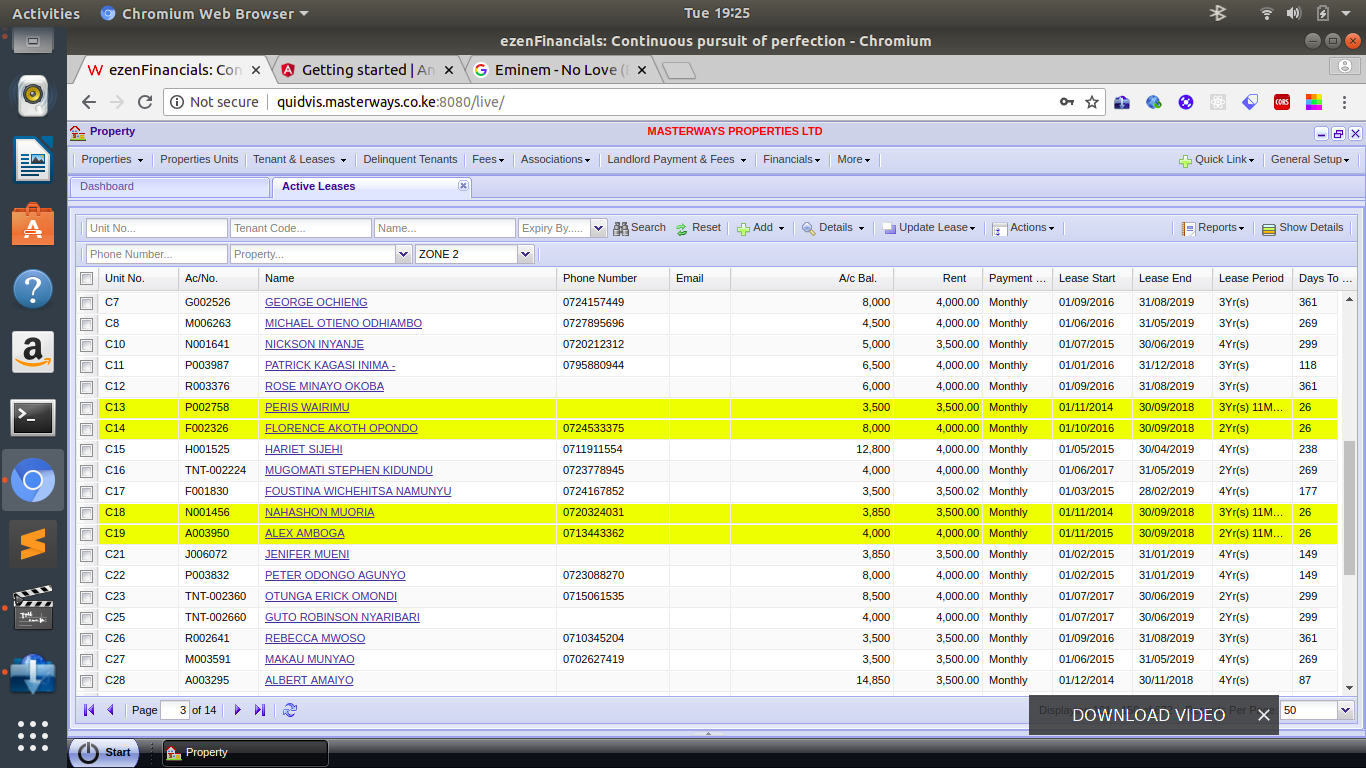 Activities Chromium Web Browser Tue 19:25
ezenFinancials: Continuous pursuit of perfection - Chromium
ezenFinancials: Con Getting started | An Eminem - No Love (
Not secure quidvis.masterways.co.ke:8080/live/
Property MASTERWAYS PROPERTIES LTD
Properties Properties Units Tenant & Leases Delinquent Tenants Fees Associations Landlord Payment & Fees Financials More Quick Link General Setup
Dashboard Active Leases
Unit No... Tenant Code... Name... Expiry By..... Search Reset Add Details Update Lease Actions Reports Show Details
Phone Number... Property... ZONE 2
Unit No. Ac/No. Name Phone Number Email A/c Bal. Rent Payment ... Lease Start Lease End Lease Period Days To ...
C7 G002526 GEORGE OCHIENG 0724157449 8,000 4,000.00 Monthly 01/09/2016 31/08/2019 3Yr(s) 361
C8 M006263 MICHAEL OTIENO ODHIAMBO 0727895696 4,500 4,000.00 Monthly 01/06/2016 31/05/2019 3Yr(s) 269
C10 N001641 NICKSON INYANJE 0720212312 5,000 3,500.00 Monthly 01/07/2015 30/06/2019 4Yr(s) 299
C11 P003987 PATRICK KAGASI INIMA - 0795880944 6,500 4,000.00 Monthly 01/01/2016 31/12/2018 3Yr(s) 118
C12 R003376 ROSE MINAYO OKOBA 6,000 4,000.00 Monthly 01/09/2016 31/08/2019 3Yr(s) 361
C13 P002758 PERIS WAIRIMU 3,500 3,500.00 Monthly 01/11/2014 30/09/2018 3Yr(s) 11M... 26
C14 F002326 FLORENCE AKOTH OPONDO 0724533375 8,000 4,000.00 Monthly 01/10/2016 30/09/2018 2Yr(s) 26
C15 H001525 HARIET SIJEHI 0711911554 12,800 4,000.00 Monthly 01/05/2015 30/04/2019 4Yr(s) 238
C16 TNT-002224 MUGOMATI STEPHEN KIDUNDU 0723778945 4,000 4,000.00 Monthly 01/06/2017 31/05/2019 2Yr(s) 269
C17 F001830 FOUSTINA WICHEHITSA NAMUNYU 0724167852 3,500 3,500.02 Monthly 01/03/2015 28/02/2019 4Yr(s) 177
C18 N001456 NAHASHON MUORIA 0720324031 3,850 3,500.00 Monthly 01/11/2014 30/09/2018 3Yr(s) 11M... 26
C19 A003950 ALEX AMBOGA 0713443362 4,000 4,000.00 Monthly 01/11/2015 30/09/2018 2Yr(s) 11M... 26
C21 J006072 JENIFER MUENI 3,850 3,500.00 Monthly 01/02/2015 31/01/2019 4Yr(s) 149
C22 P003832 PETER ODONGO AGUNYO 0723088270 8,000 4,000.00 Monthly 01/02/2015 31/01/2019 4Yr(s) 149
C23 TNT-002360 OTUNGA ERICK OMONDI 0715061535 8,500 4,000.00 Monthly 01/07/2017 30/06/2019 2Yr(s) 299
C25 TNT-002660 GUTO ROBINSON NYARIBARI 4,000 4,000.00 Monthly 01/07/2017 30/06/2019 2Yr(s) 299
C26 R002641 REBECCA MWOSO 0710345204 3,500 3,500.00 Monthly 01/09/2016 31/08/2019 3Yr(s) 361
C27 M003591 MAKAU MUNYAO 0702627419 3,500 3,500.00 Monthly 01/06/2015 31/05/2019 4Yr(s) 269
C28 A003295 ALBERT AMAIYO 14,850 3,500.00 Monthly 01/12/2014 30/11/2018 4Yr(s) 87
Page 3 of 14 DOWNLOAD VIDEO 50
Start Property